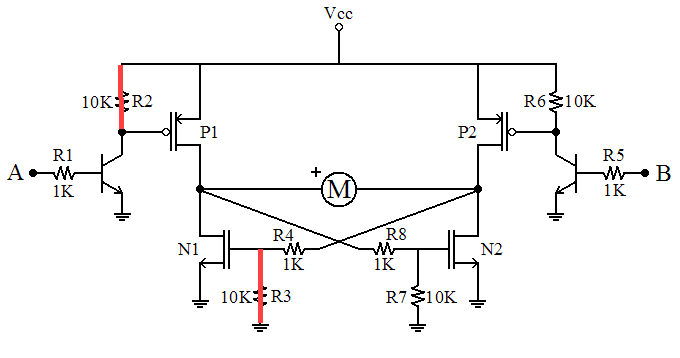 Vcc
10K R2
R6 10K
P1
P2
A
R1
1K
M
+
R5
1K
B
N1
R4
1K
R8
1K
N2
10K R3
R7 10K